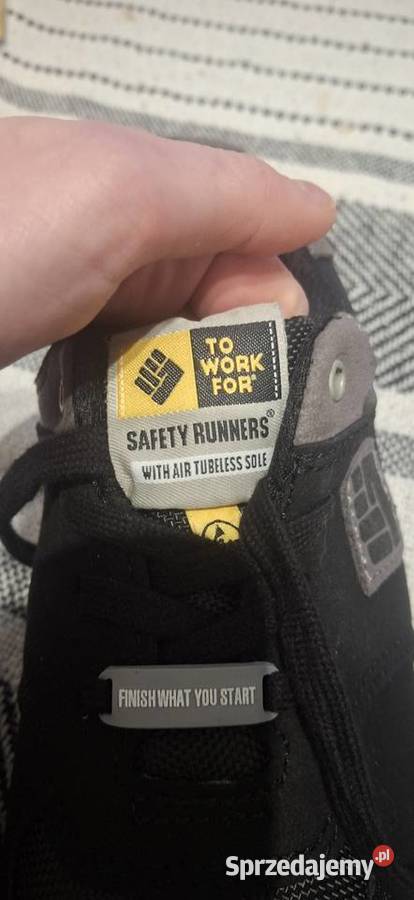 TO
WORK
FOR®
SAFETY RUNNERS®
WITH AIR TUBELESS SOLE
FINISH WHAT YOU START
Sprzedajemy.pl